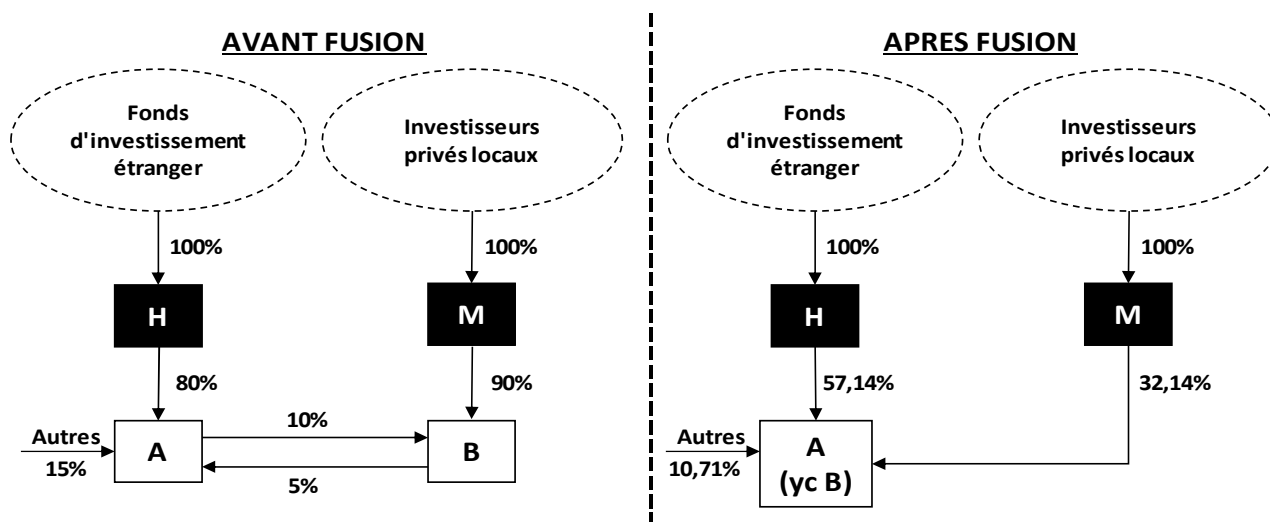 AVANT FUSION
Fonds
d'investissement
étranger
Investisseurs
privés locaux
100%
100%
H
M
80%
90%
10%
Autres
A
B
15%
5%
APRES FUSION
Fonds
d'investissement
étranger
Investisseurs
privés locaux
100%
100%
H
M
57,14%
32,14%
Autres
A
10,71%
(yc B)